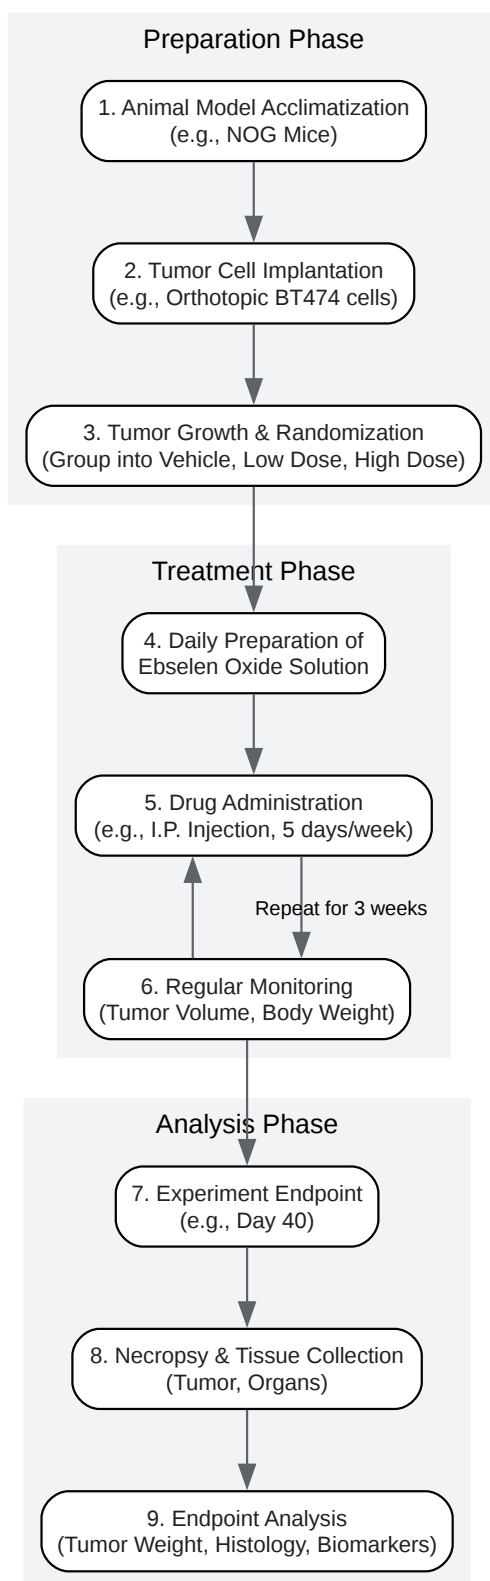 Preparation Phase
1. Animal Model Acclimatization
(e.g., NOG Mice)
2. Tumor Cell Implantation
(e.g., Orthotopic BT474 cells)
3. Tumor Growth & Randomization
(Group into Vehicle, Low Dose, High Dose)
Treatment Phase
4. Daily Preparation of
Ebselen Oxide Solution
5. Drug Administration
(e.g., I.P. Injection, 5 days/week)
Repeat for 3 weeks
6. Regular Monitoring
(Tumor Volume, Body Weight)
Analysis Phase
7. Experiment Endpoint
(e.g., Day 40)
8. Necropsy & Tissue Collection
(Tumor, Organs)
9. Endpoint Analysis
(Tumor Weight, Histology, Biomarkers)